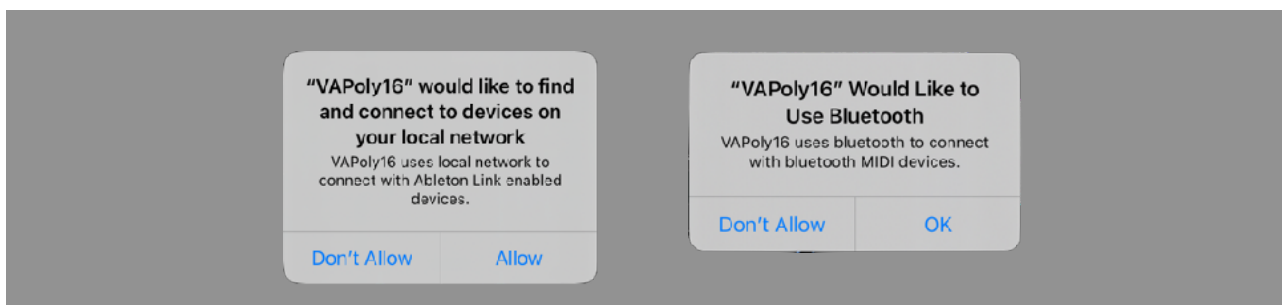 “VAPoly16” would like to find
and connect to devices on
your local network
VAPoly16 uses local network to
connect with Ableton Link enabled
devices.
Don’t Allow
Allow
“VAPoly16” Would Like to
Use Bluetooth
VAPoly16 uses bluetooth to connect
with bluetooth MIDI devices.
Don’t Allow
OK